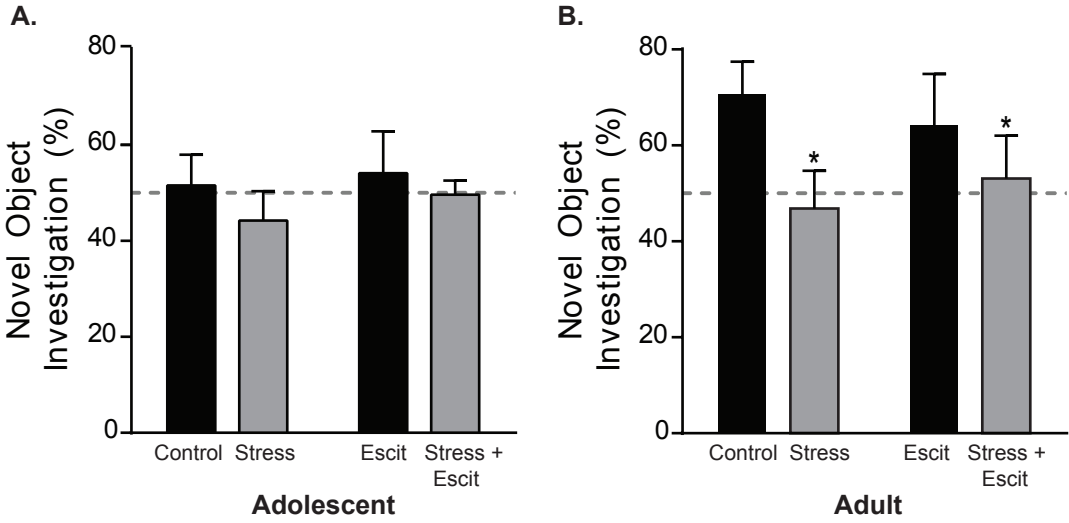 A.
Novel Object
Investigation (%)
80
60
40
20
0
Control Stress Escit Stress +
Escit
Adolescent
B.
Novel Object
Investigation (%)
80
60
40
20
0
*
*
Control Stress Escit Stress +
Escit
Adult